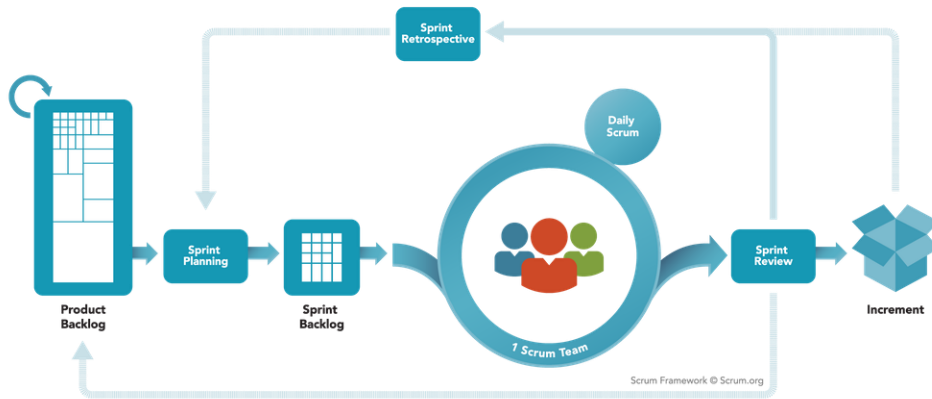 Sprint
Retrospective
Daily
Scrum
Sprint
Planning
Sprint
Review
Product
Backlog
Sprint
Backlog
Increment
1 Scrum Team
Scrum Framework © Scrum.org